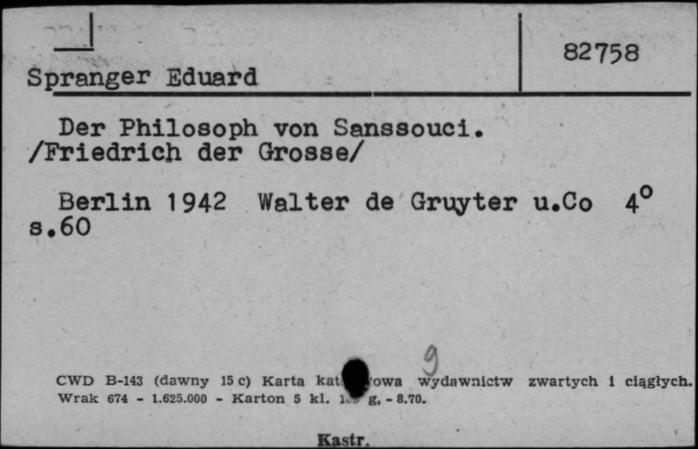 82758
Spranger Eduard
Der Philosoph von Sanssouci.
/Friedrich der Grosse/
Berlin 1942 Walter de Gruyter u.Co 4°
s.60
9
CWD B-143 (dawny 15 c) Karta wydawnictw zwartych i ciągłych.
Wrak 674 - 1.625.000 - Karton 5 kl. g, - 8.70.
Kastr.